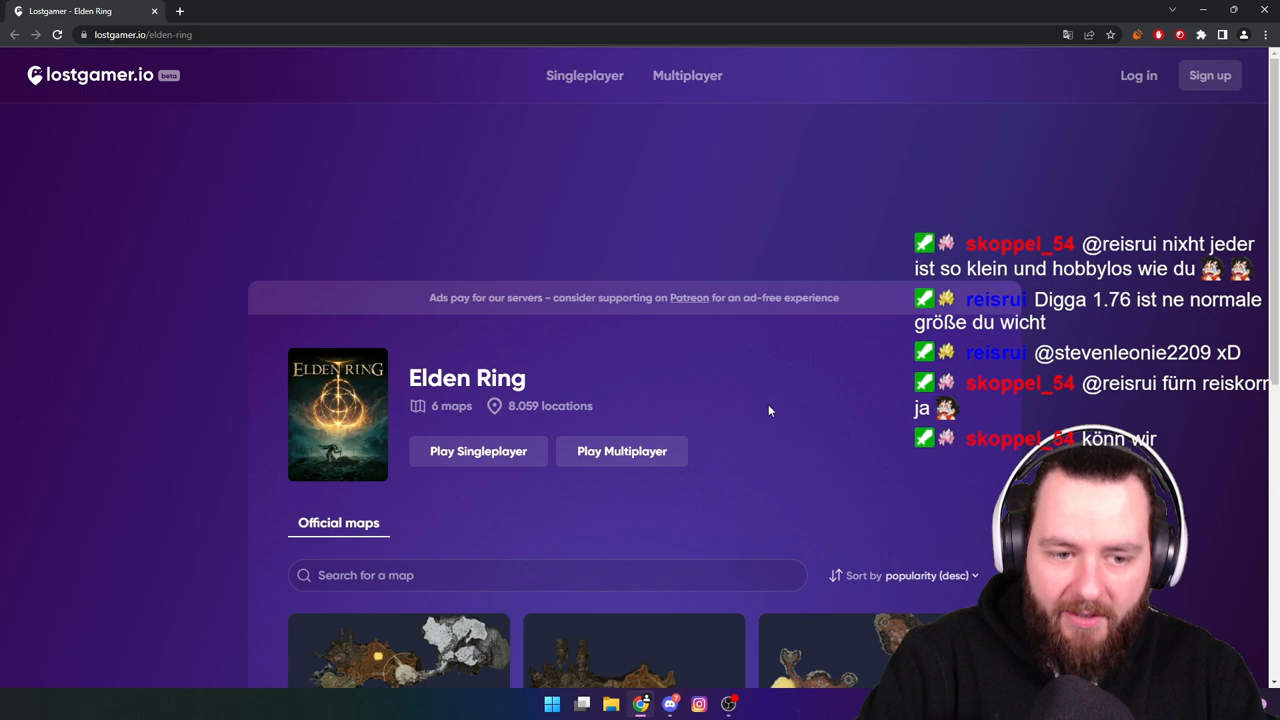 Lostgamer - Elden Ring
lostgamer.io/elden-ring
lostgamer.io beta
Singleplayer
Multiplayer
Log in
Sign up
Ads pay for our servers - consider supporting on Patreon for an ad-free experience
ELDEN RING
Elden Ring
6 maps
8.059 locations
Play Singleplayer
Play Multiplayer
Official maps
Search for a map
Sort by popularity (desc)
skoppel_54 @reisrui nixht jeder
ist so klein und hobbylos wie du
reisrui Digga 1.76 ist ne normale
größe du wicht
reisrui @stevenleonie2209 xD
skoppel_54 @reisrui fürn reiskorn
ja
skoppel_54 könn wir
7